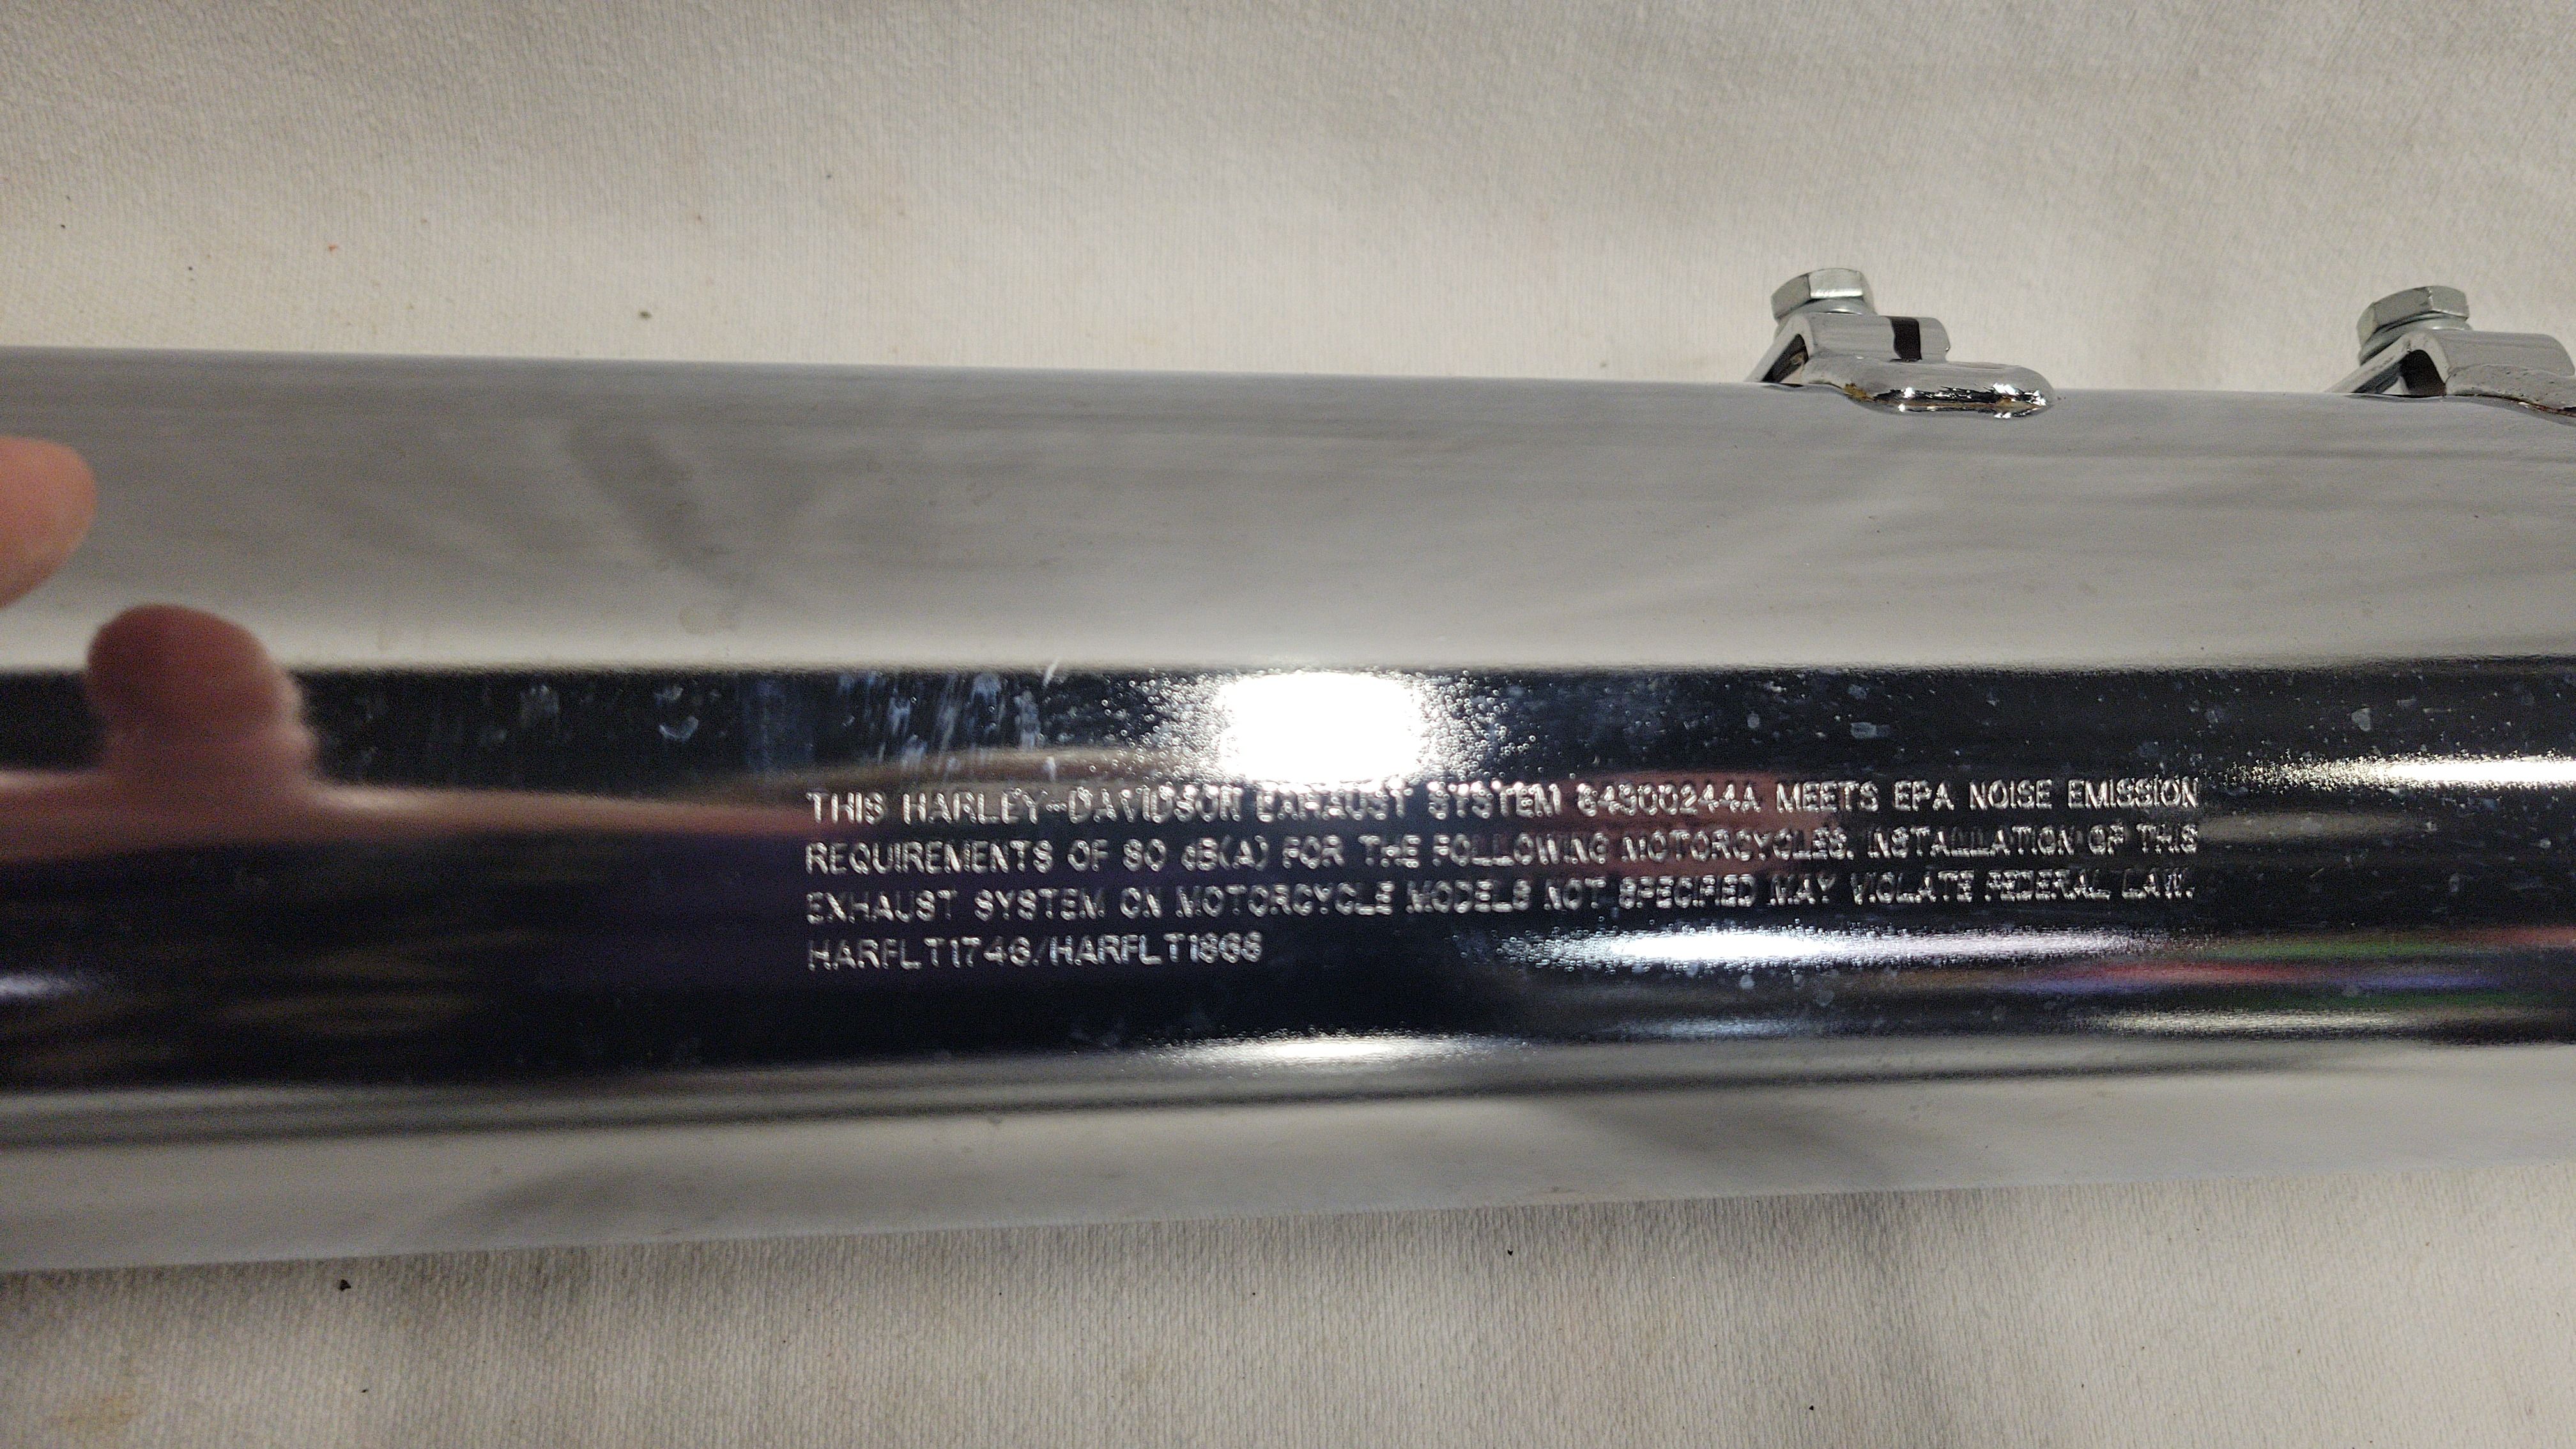 THIS HARLEY-DAVIDSON EXHAUST SYSTEM 64900244A MEETS EPA NOISE EMISSION
REQUIREMENTS OF 80 dB(A) FOR THE FOLLOWING MOTORCYCLES. INSTALLATION OF THIS
EXHAUST SYSTEM ON MOTORCYCLE MODELS NOT SPECIFIED MAY VIOLATE FEDERAL LAW.
HARFLT1746/HARFLT1868